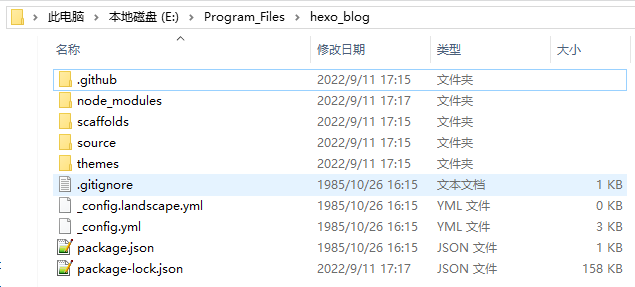 此电脑 > 本地磁盘 (E:) > Program_Files > hexo_blog
名称 修改日期 类型 大小
.github 2022/9/11 17:15 文件夹
node_modules 2022/9/11 17:17 文件夹
scaffolds 2022/9/11 17:15 文件夹
source 2022/9/11 17:15 文件夹
themes 2022/9/11 17:15 文件夹
.gitignore 1985/10/26 16:15 文本文档 1 KB
_config.landscape.yml 1985/10/26 16:15 YML 文件 0 KB
_config.yml 1985/10/26 16:15 YML 文件 3 KB
package.json 1985/10/26 16:15 JSON 文件 1 KB
package-lock.json 2022/9/11 17:17 JSON 文件 158 KB